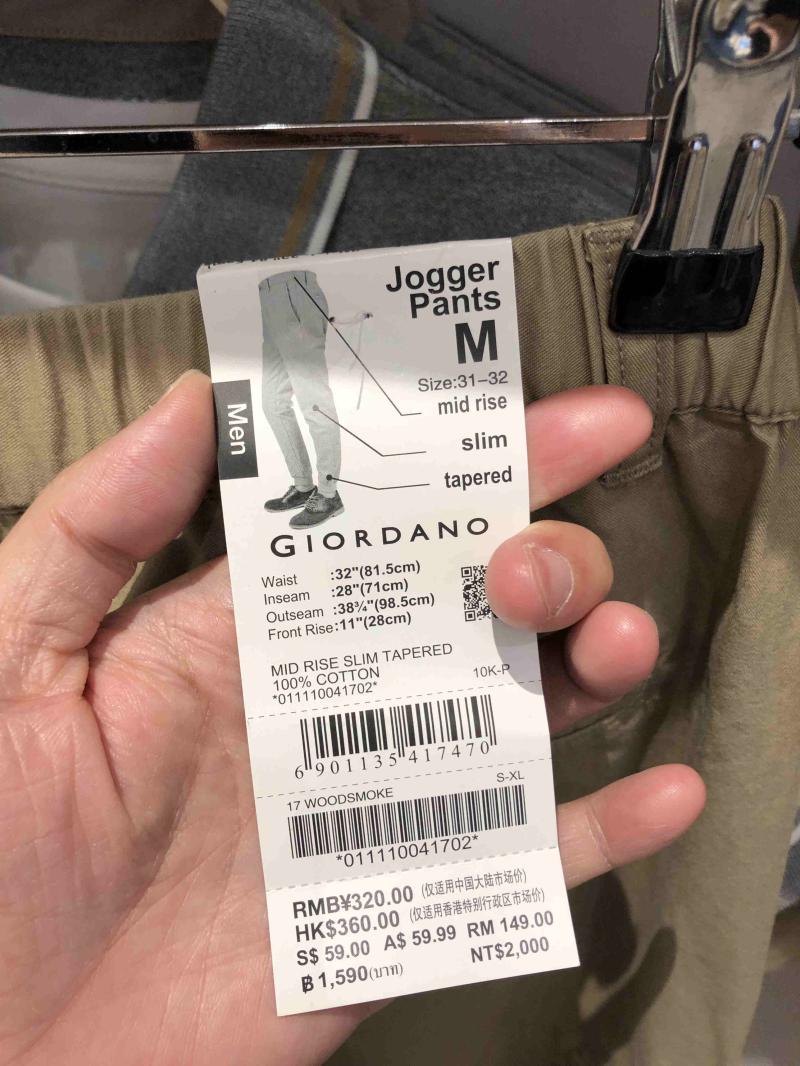 Jogger
Pants
M
Size:31–32
mid rise
slim
tapered
Men
GIORDANO
Waist :32"(81.5cm)
Inseam :28"(71cm)
Outseam :38¾"(98.5cm)
Front Rise:11"(28cm)
MID RISE SLIM TAPERED
100% COTTON
*011110041702* 10K-P
6 901135 417470
17 WOODSMOKE S-XL
*011110041702*
RMB¥320.00 (仅适用中国大陆市场价)
HK$360.00 (仅适用香港特别行政区市场价)
S$ 59.00 A$ 59.99 RM 149.00
฿1,590(บาท) NT$2,000